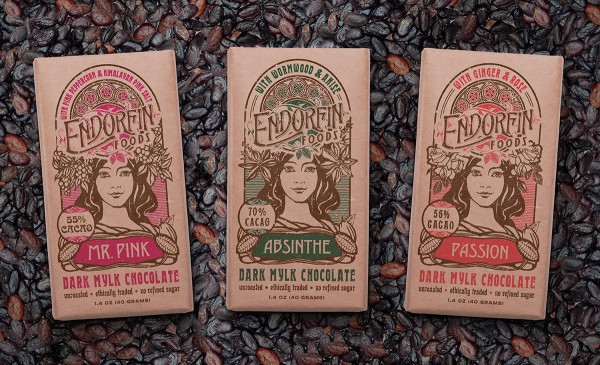 WITH PINK PEPPERCORN & HIMALAYAN PINK SALT
ENDORFIN
FOODS
55%
CACAO
MR. PINK
DARK MYLK CHOCOLATE
unroasted • ethically traded • no refined sugar
1.4 OZ (40 GRAMS)
WITH WORMWOOD & ANISE
ENDORFIN
FOODS
70%
CACAO
ABSINTHE
DARK MYLK CHOCOLATE
unroasted • ethically traded • no refined sugar
1.4 OZ (40 GRAMS)
WITH GINGER & ROSE
ENDORFIN
FOODS
56%
CACAO
PASSION
DARK MYLK CHOCOLATE
unroasted • ethically traded • no refined sugar
1.4 OZ (40 GRAMS)